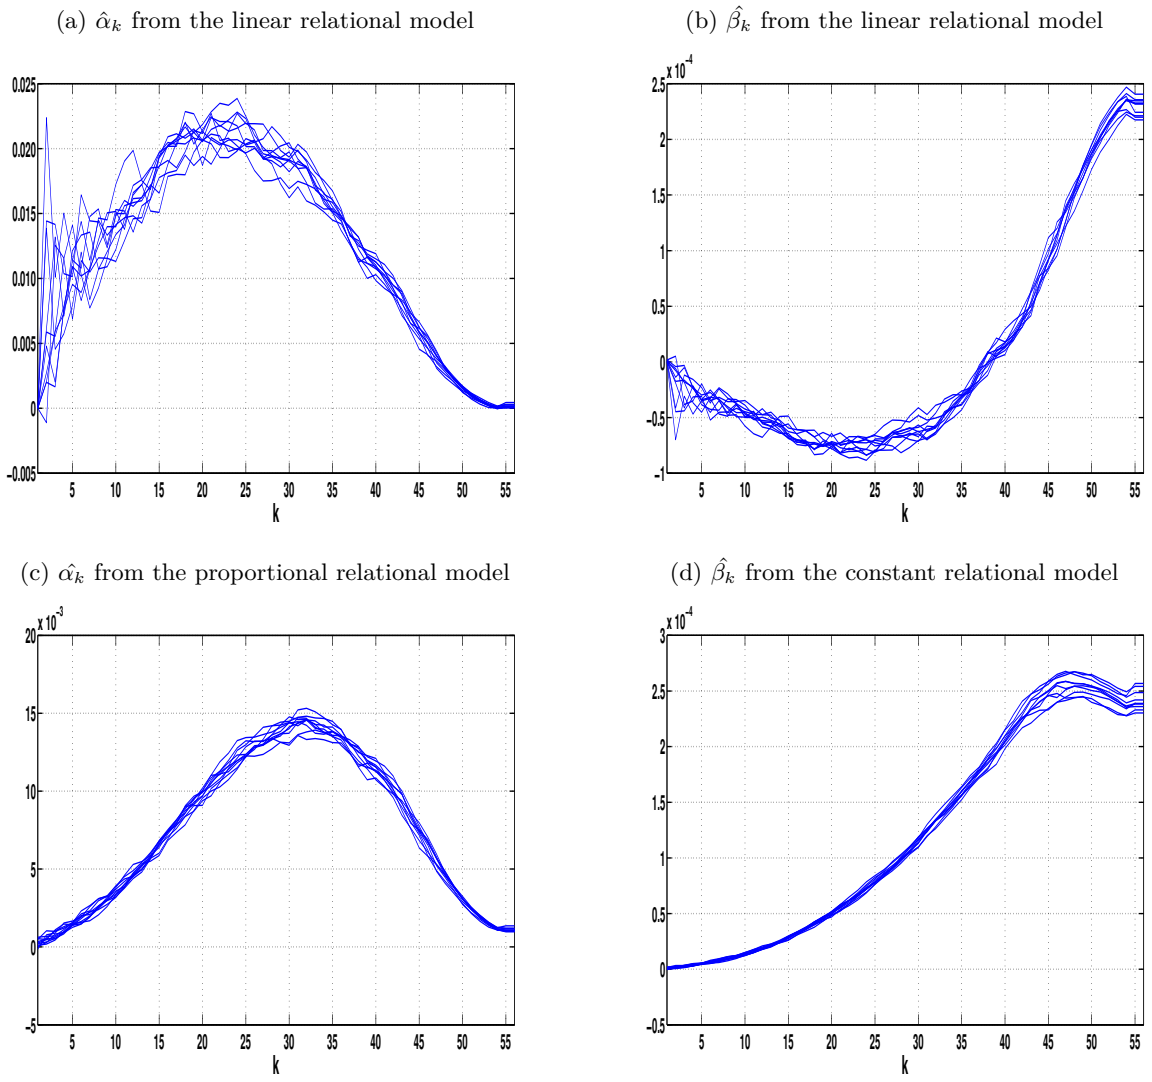 (a) α̂ₖ from the linear relational model
(b) β̂ₖ from the linear relational model
0.025
0.020
0.015
0.010
0.005
0
−0.005
5 10 15 20 25 30 35 40 45 50 55
k
x 10⁻⁴
2.5
2
1.5
1
0.5
0
−0.5
−1
5 10 15 20 25 30 35 40 45 50 55
k
(c) α̂ₖ from the proportional relational model
(d) β̂ₖ from the constant relational model
x 10⁻³
20
15
10
5
0
−5
5 10 15 20 25 30 35 40 45 50 55
k
x 10⁻⁴
3
2.5
2
1.5
1
0.5
0
−0.5
5 10 15 20 25 30 35 40 45 50 55
k